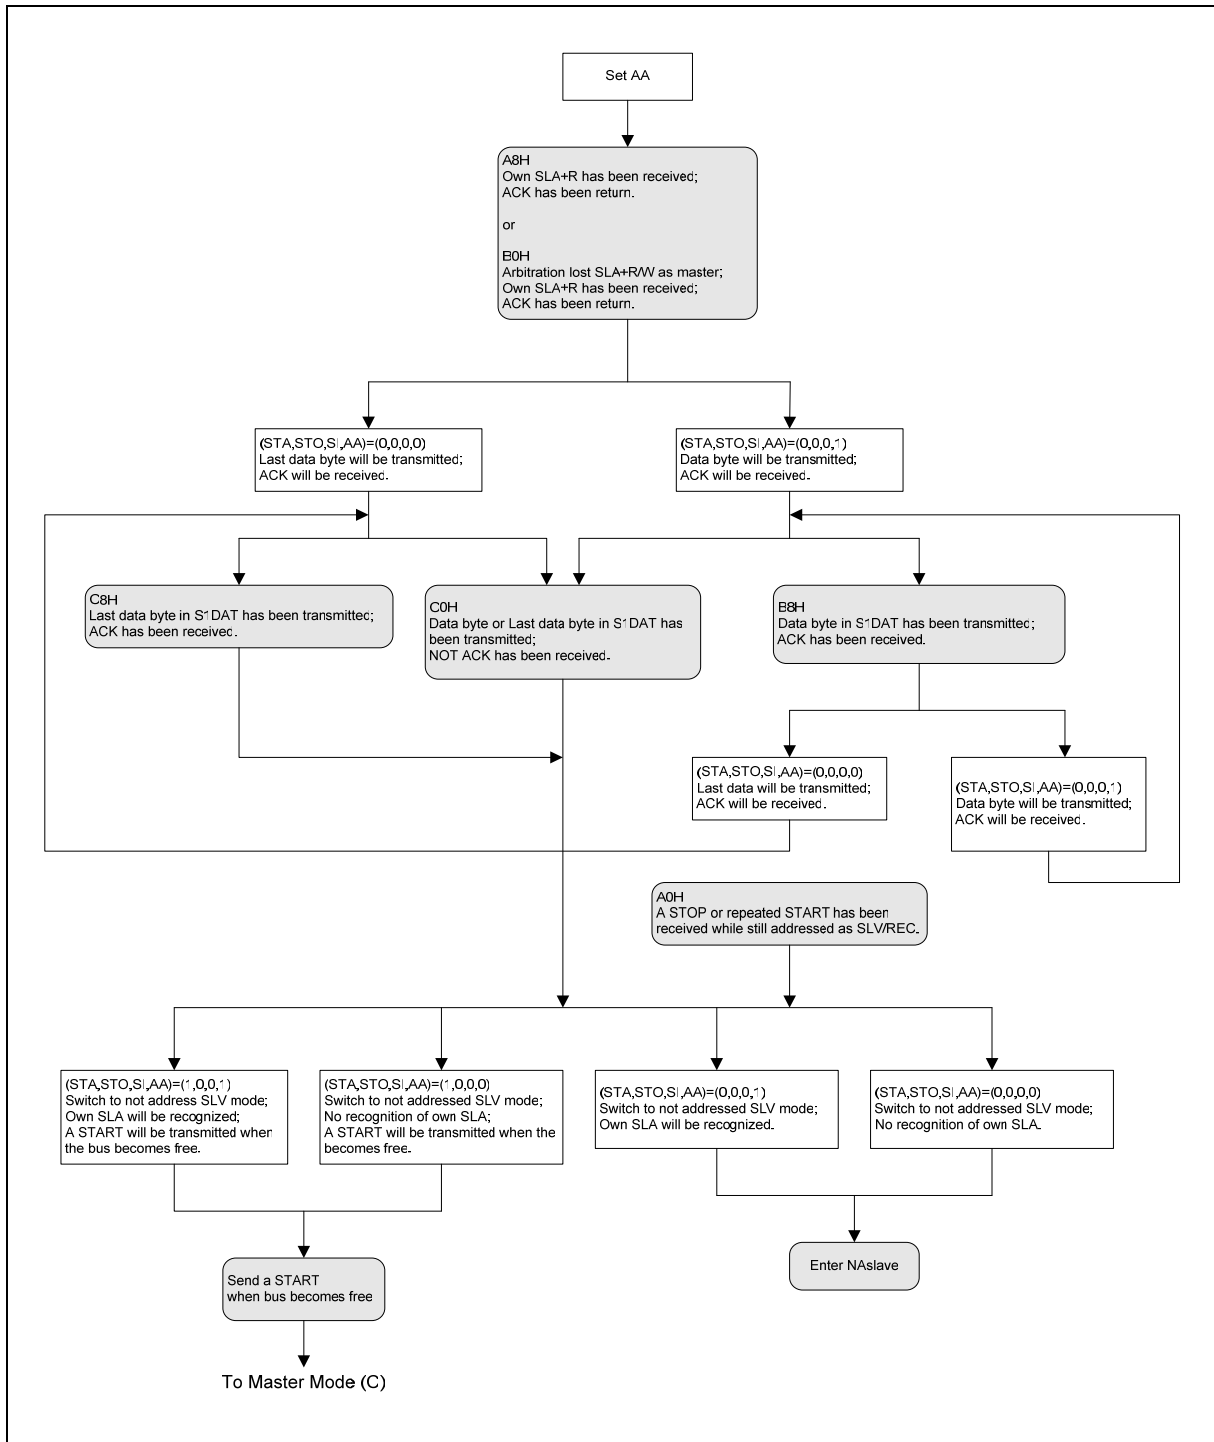 Set AA
A8H
Own SLA+R has been received;
ACK has been return.
or
B0H
Arbitration lost SLA+R/W as master;
Own SLA+R has been received;
ACK has been return.
(STA,STO,SI,AA)=(0,0,0,0)
Last data byte will be transmitted;
ACK will be received.
(STA,STO,SI,AA)=(0,0,0,1)
Data byte will be transmitted;
ACK will be received.
C8H
Last data byte in S1DAT has been transmitted;
ACK has been received.
C0H
Data byte or Last data byte in S1DAT has
been transmitted;
NOT ACK has been received.
B8H
Data byte in S1DAT has been transmitted;
ACK has been received.
(STA,STO,SI,AA)=(0,0,0,0)
Last data will be transmitted;
ACK will be received.
(STA,STO,SI,AA)=(0,0,0,1)
Data byte will be transmitted;
ACK will be received.
A0H
A STOP or repeated START has been
received while still addressed as SLV/REC.
(STA,STO,SI,AA)=(1,0,0,1)
Switch to not address SLV mode;
Own SLA will be recognized;
A START will be transmitted when
the bus becomes free.
(STA,STO,SI,AA)=(1,0,0,0)
Switch to not addressed SLV mode;
No recognition of own SLA;
A START will be transmitted when the
becomes free.
(STA,STO,SI,AA)=(0,0,0,1)
Switch to not addressed SLV mode;
Own SLA will be recognized.
(STA,STO,SI,AA)=(0,0,0,0)
Switch to not addressed SLV mode;
No recognition of own SLA.
Send a START
when bus becomes free
Enter NAslave
To Master Mode (C)